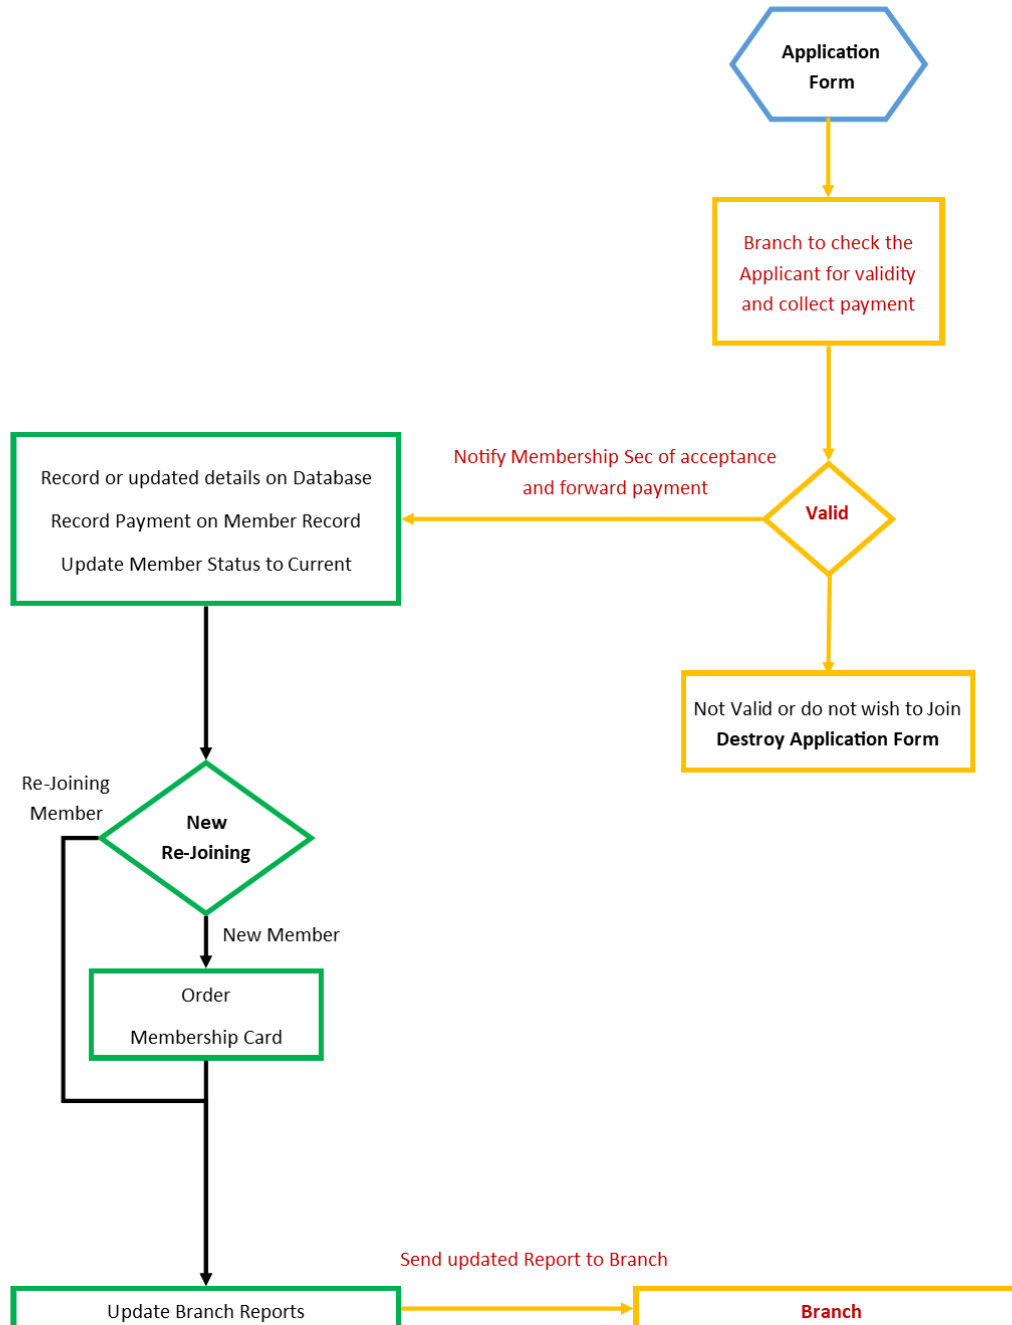 Application
Form
Branch to check the
Applicant for validity
and collect payment
Notify Membership Sec of acceptance
and forward payment
Valid
Record or updated details on Database
Record Payment on Member Record
Update Member Status to Current
Not Valid or do not wish to Join
Destroy Application Form
Re-Joining
Member
New
Re-Joining
New Member
Order
Membership Card
Send updated Report to Branch
Update Branch Reports
Branch